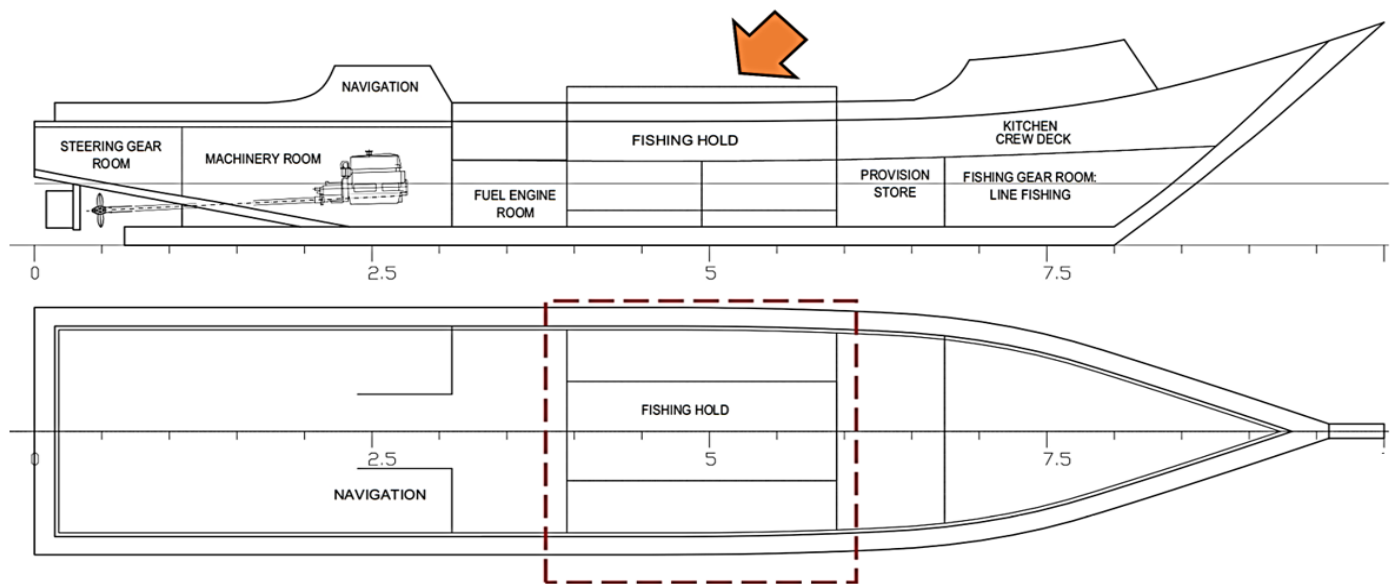 NAVIGATION
STEERING GEAR
ROOM
MACHINERY ROOM
FISHING HOLD
KITCHEN
CREW DECK
FUEL ENGINE
ROOM
PROVISION
STORE
FISHING GEAR ROOM:
LINE FISHING
0 2.5 5 7.5
FISHING HOLD
0 2.5 5 7.5
NAVIGATION